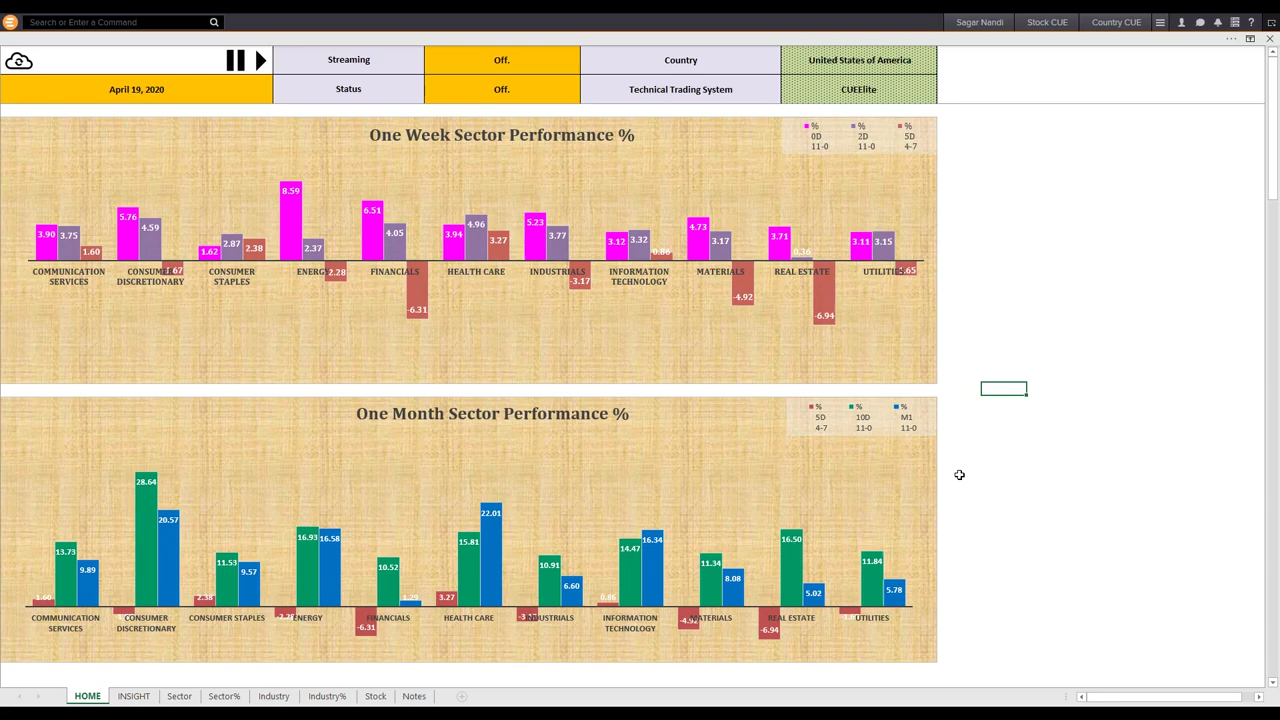 Search or Enter a Command
Sagar Nandi
Stock CUE
Country CUE
?
Streaming
Off.
Country
United States of America
April 19, 2020
Status
Off.
Technical Trading System
CUEElite
One Week Sector Performance %
% % %
0D 2D 5D
11-0 11-0 4-7
3.90 3.75 1.60
5.76 4.59
1.62 2.87 2.38
8.59 2.37 2.28
6.51 4.05 -6.31
3.94 4.96 3.27
5.23 3.77 -3.17
3.12 3.32 0.86
4.73 3.17 -4.92
3.71 0.36 -6.94
3.11 3.15
COMMUNICATION SERVICES
CONSUMER DISCRETIONARY
CONSUMER STAPLES
ENERGY
FINANCIALS
HEALTH CARE
INDUSTRIALS
INFORMATION TECHNOLOGY
MATERIALS
REAL ESTATE
UTILITIES
One Month Sector Performance %
% % %
5D 10D M1
4-7 11-0 11-0
1.60 13.73 9.89
28.64 20.57
2.38 11.53 9.57
16.93 16.58
-6.31 10.52 1.29
3.27 15.81 22.01
10.91 6.60
0.86 14.47 16.34
-4.92 11.34 8.08
-6.94 16.50 5.02
11.84 5.78
COMMUNICATION SERVICES
CONSUMER DISCRETIONARY
CONSUMER STAPLES
ENERGY
FINANCIALS
HEALTH CARE
INDUSTRIALS
INFORMATION TECHNOLOGY
MATERIALS
REAL ESTATE
UTILITIES
HOME INSIGHT Sector Sector% Industry Industry% Stock Notes